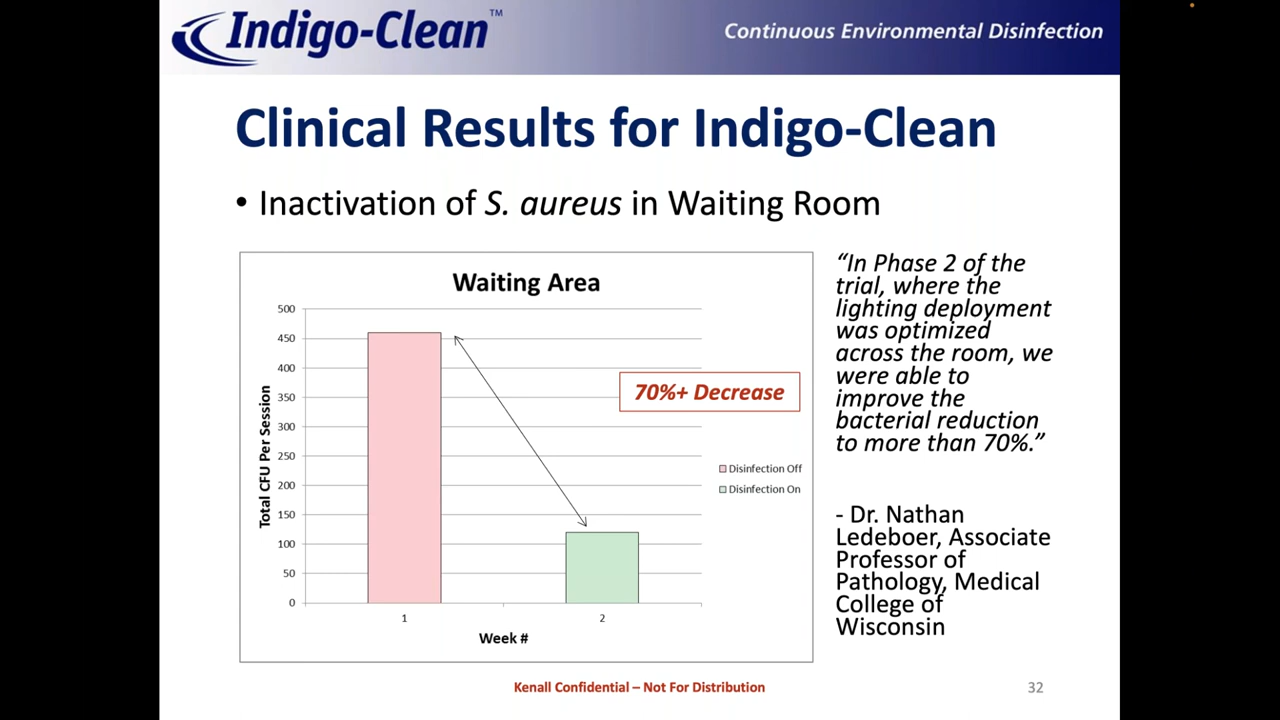 Indigo-Clean™
Continuous Environmental Disinfection
Clinical Results for Indigo-Clean
• Inactivation of S. aureus in Waiting Room
Waiting Area
Total CFU Per Session
500
450
400
350
300
250
200
150
100
50
0
1
2
Week #
70%+ Decrease
Disinfection Off
Disinfection On
“In Phase 2 of the
trial, where the
lighting deployment
was optimized
across the room, we
were able to
improve the
bacterial reduction
to more than 70%.”
- Dr. Nathan
Ledeboer, Associate
Professor of
Pathology, Medical
College of
Wisconsin
Kenall Confidential – Not For Distribution
32